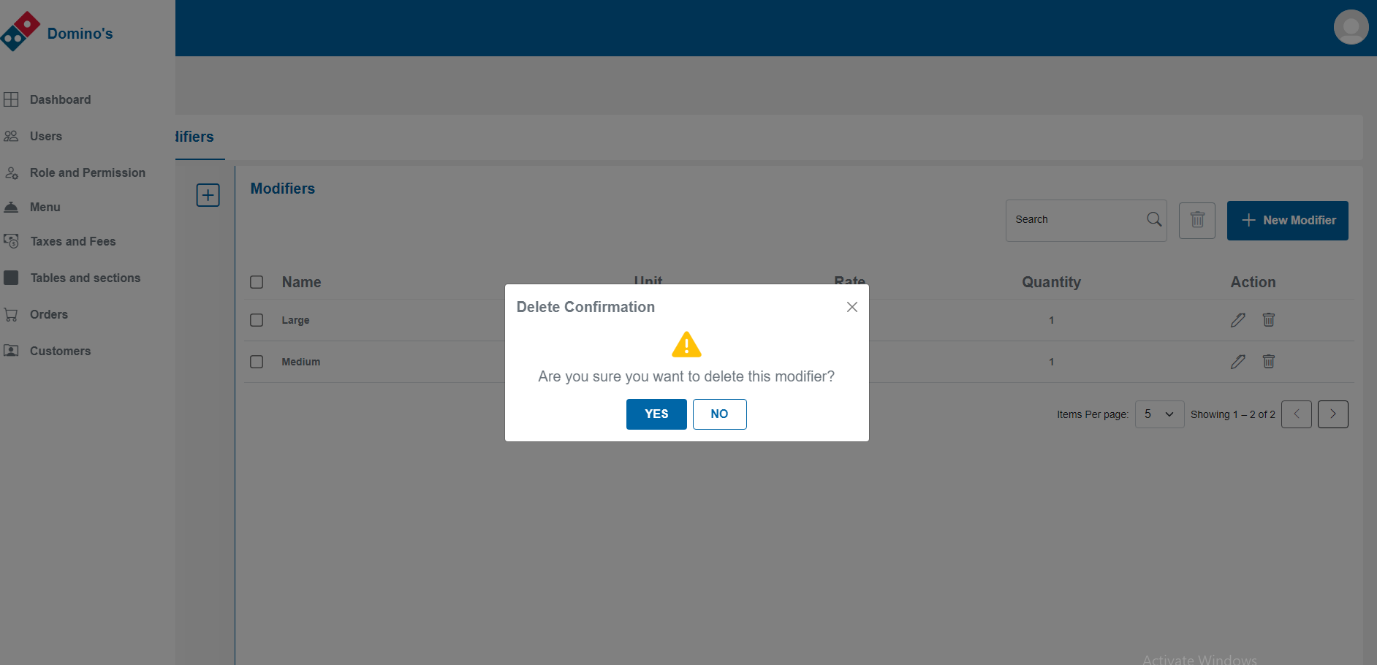 Domino's
Dashboard
Users
Role and Permission
Menu
Taxes and Fees
Tables and sections
Orders
Customers
difiers
Modifiers
Search
New Modifier
Name Unit Rate Quantity Action
Large 1
Medium 1
Items Per page: 5 Showing 1 – 2 of 2
Delete Confirmation
Are you sure you want to delete this modifier?
YES NO
Activate Windows